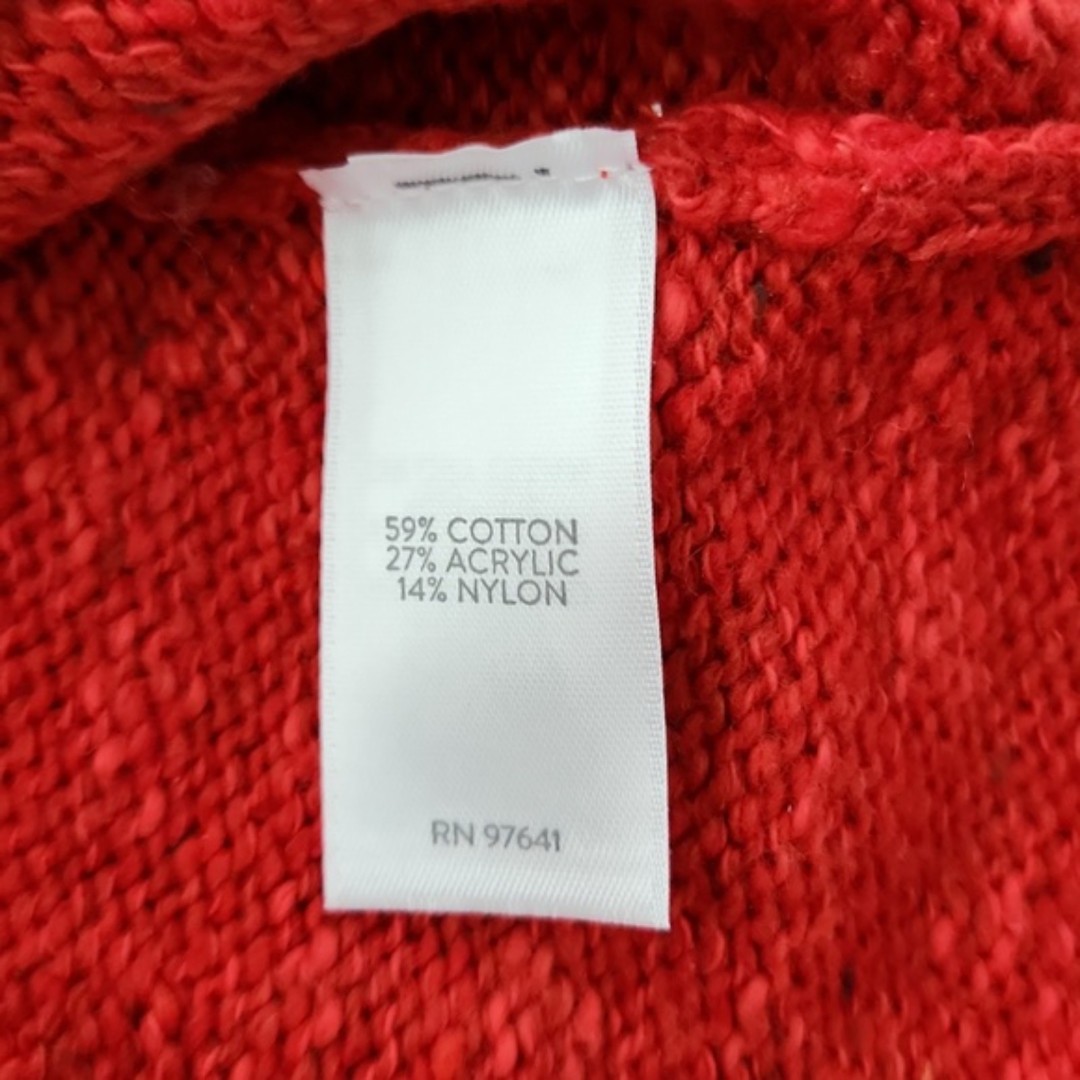 59% COTTON
27% ACRYLIC
14% NYLON
RN 97641